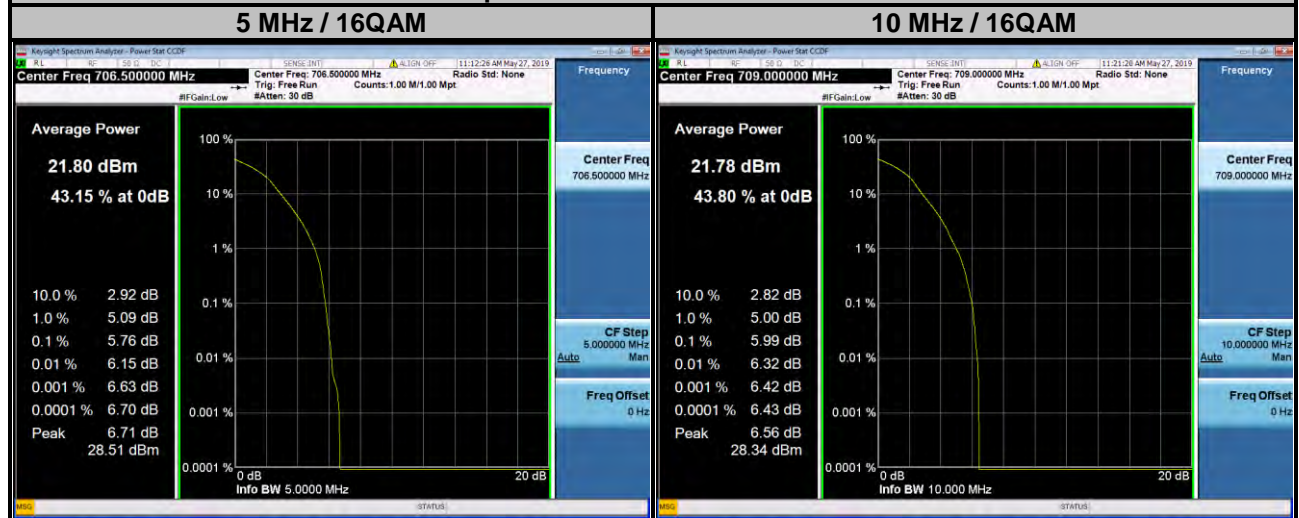 5 MHz / 16QAM
Keysight Spectrum Analyzer - Power Stat CCDF
RL RF 50 Ω DC SENSE:INT ALIGN OFF 11:12:26 AM May 27, 2019
Center Freq 706.500000 MHz
Center Freq: 706.500000 MHz Radio Std: None
Trig: Free Run Counts:1.00 M/1.00 Mpt
#IFGain:Low #Atten: 30 dB
Frequency
Average Power
21.80 dBm
43.15 % at 0dB
10.0 % 2.92 dB
1.0 % 5.09 dB
0.1 % 5.76 dB
0.01 % 6.15 dB
0.001 % 6.63 dB
0.0001 % 6.70 dB
Peak 6.71 dB
28.51 dBm
100 %
10 %
1 %
0.1 %
0.01 %
0.001 %
0.0001 %
0 dB 20 dB
Info BW 5.0000 MHz
Center Freq
706.500000 MHz
CF Step
5.000000 MHz
Auto Man
Freq Offset
0 Hz
MSG STATUS
10 MHz / 16QAM
Keysight Spectrum Analyzer - Power Stat CCDF
RL RF 50 Ω DC SENSE:INT ALIGN OFF 11:21:28 AM May 27, 2019
Center Freq 709.000000 MHz
Center Freq: 709.000000 MHz Radio Std: None
Trig: Free Run Counts:1.00 M/1.00 Mpt
#IFGain:Low #Atten: 30 dB
Frequency
Average Power
21.78 dBm
43.80 % at 0dB
10.0 % 2.82 dB
1.0 % 5.00 dB
0.1 % 5.99 dB
0.01 % 6.32 dB
0.001 % 6.42 dB
0.0001 % 6.43 dB
Peak 6.56 dB
28.34 dBm
100 %
10 %
1 %
0.1 %
0.01 %
0.001 %
0.0001 %
0 dB 20 dB
Info BW 10.000 MHz
Center Freq
709.000000 MHz
CF Step
10.000000 MHz
Auto Man
Freq Offset
0 Hz
MSG STATUS